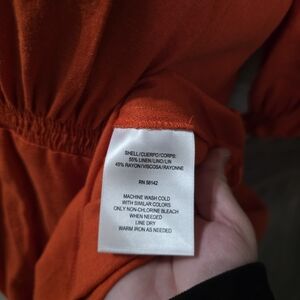 SHELL/CUERPO/CORPS:
55% LINEN/LINO/LIN
45% RAYON/VISCOSA/RAYONNE
RN 58142
MACHINE WASH COLD
WITH SIMILAR COLORS
ONLY NON-CHLORINE BLEACH
WHEN NEEDED
LINE DRY
WARM IRON AS NEEDED